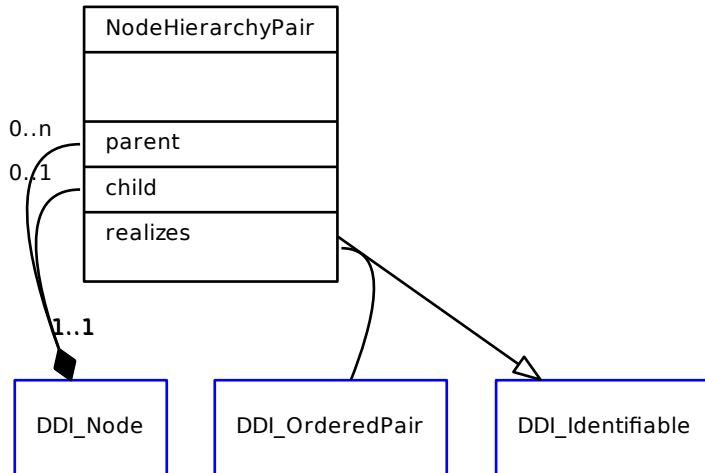 NodeHierarchyPair
0..n
parent
0..1
child
realizes
1..1
DDI_Node
DDI_OrderedPair
DDI_Identifiable